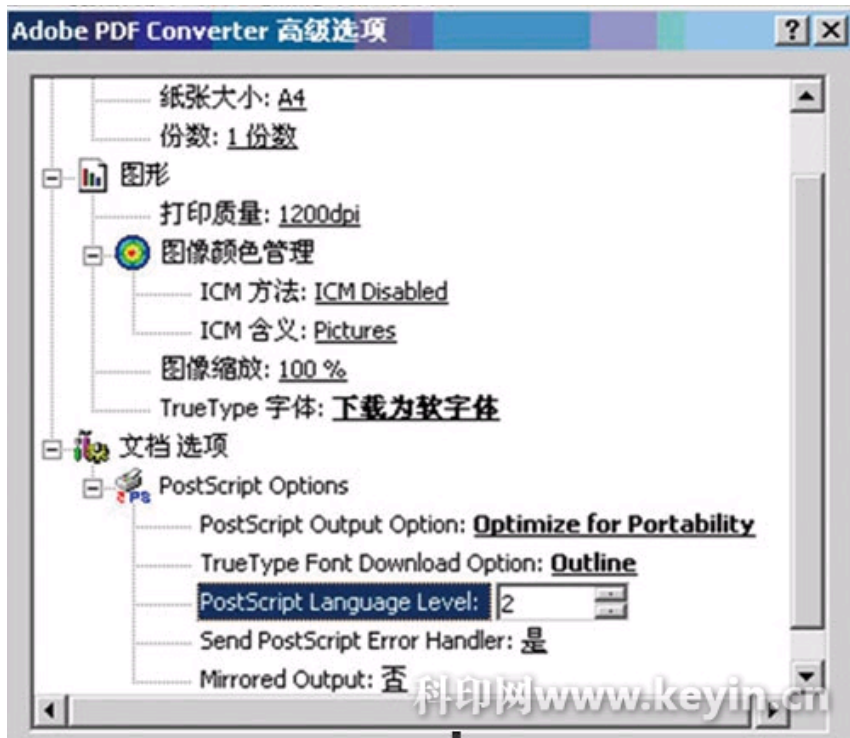 Adobe PDF Converter 高级选项
纸张大小: A4
份数: 1 份数
图形
打印质量: 1200dpi
图像颜色管理
ICM 方法: ICM Disabled
ICM 含义: Pictures
图像缩放: 100 %
TrueType 字体: 下载为软字体
文档选项
PostScript Options
PostScript Output Option: Optimize for Portability
TrueType Font Download Option: Outline
PostScript Language Level: 2
Send PostScript Error Handler: 是
Mirrored Output: 否
科印网www.keyin.cn